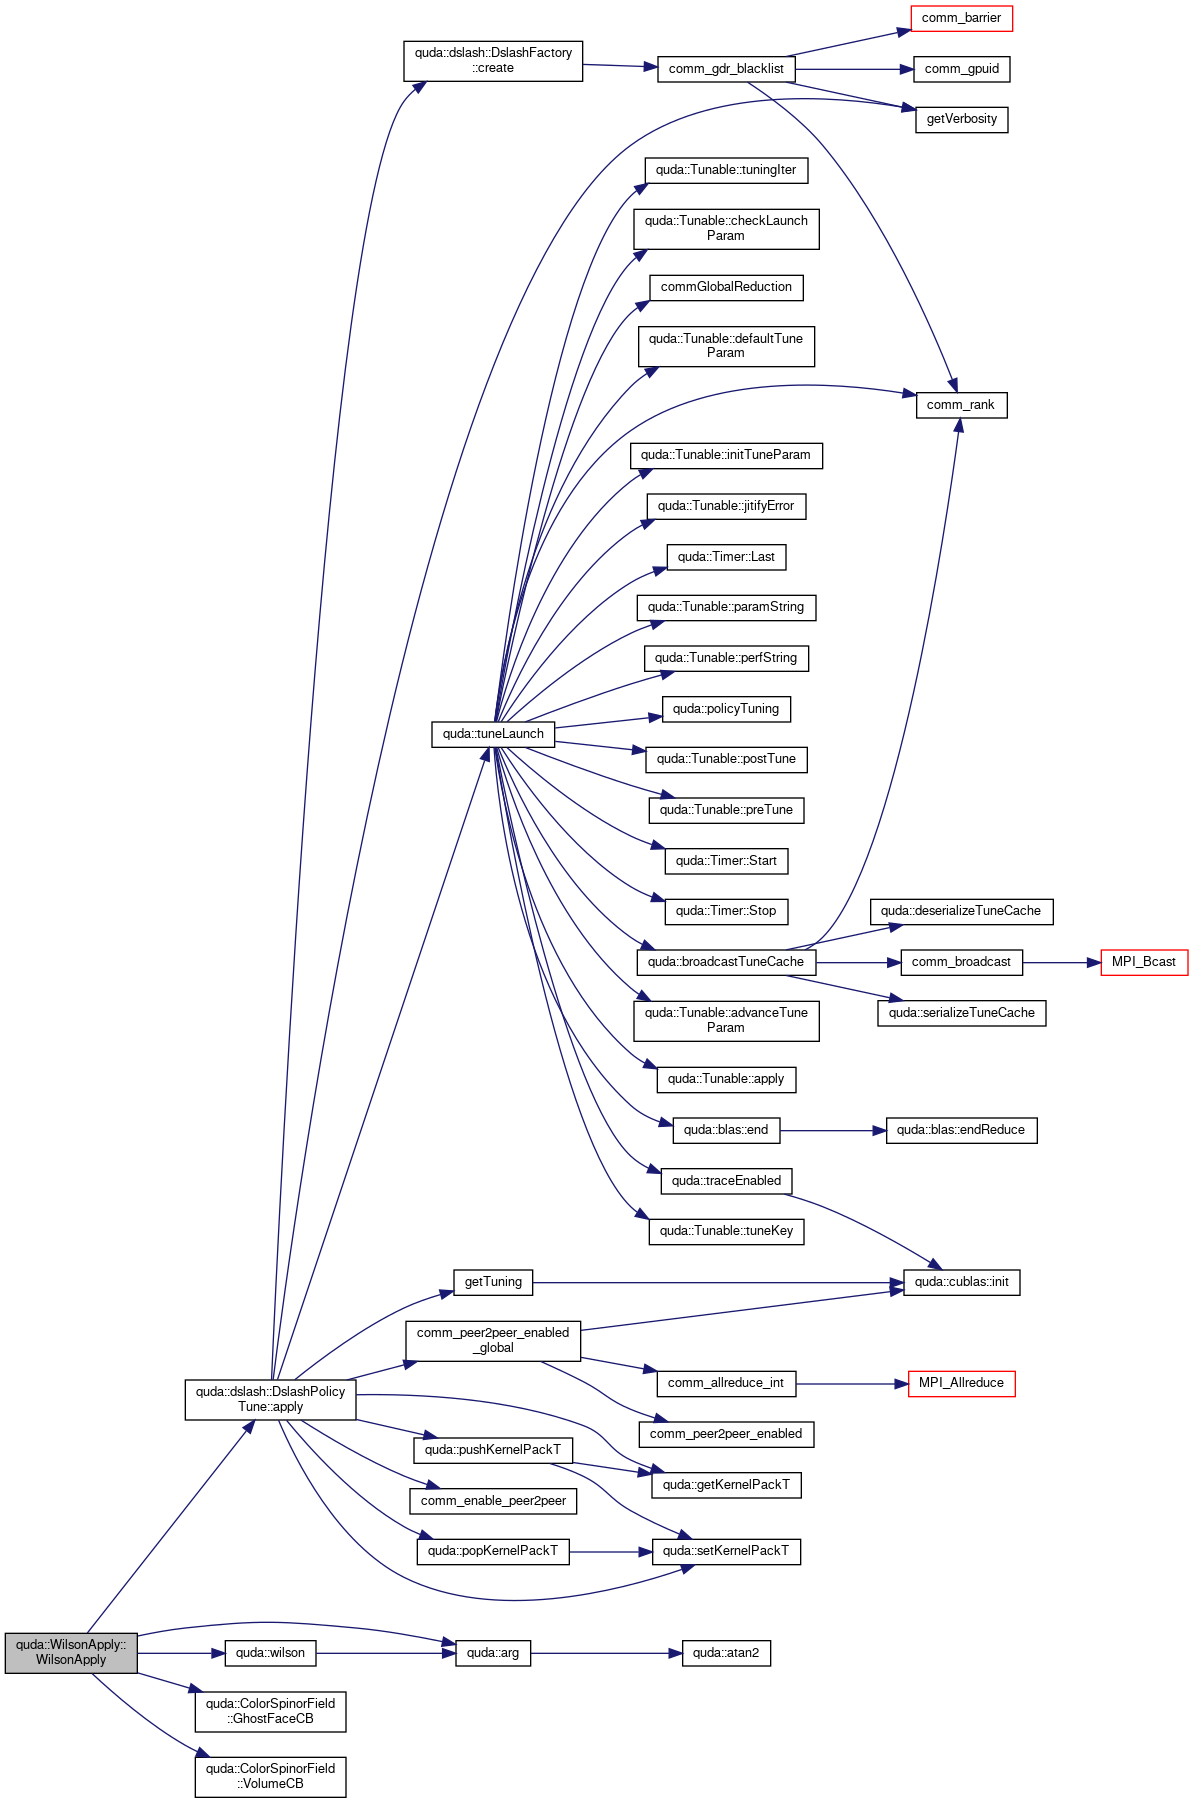 comm_barrier
quda::dslash::DslashFactory
::create
comm_gdr_blacklist
comm_gpuid
getVerbosity
quda::Tunable::tuningIter
quda::Tunable::checkLaunch
Param
commGlobalReduction
quda::Tunable::defaultTune
Param
comm_rank
quda::Tunable::initTuneParam
quda::Tunable::jitifyError
quda::Timer::Last
quda::Tunable::paramString
quda::Tunable::perfString
quda::policyTuning
quda::tuneLaunch
quda::Tunable::postTune
quda::Tunable::preTune
quda::Timer::Start
quda::Timer::Stop
quda::deserializeTuneCache
quda::broadcastTuneCache
comm_broadcast
MPI_Bcast
quda::serializeTuneCache
quda::Tunable::advanceTune
Param
quda::Tunable::apply
quda::blas::end
quda::blas::endReduce
quda::traceEnabled
quda::Tunable::tuneKey
getTuning
quda::cublas::init
comm_peer2peer_enabled
_global
comm_allreduce_int
MPI_Allreduce
quda::dslash::DslashPolicy
Tune::apply
comm_peer2peer_enabled
quda::pushKernelPackT
quda::getKernelPackT
comm_enable_peer2peer
quda::popKernelPackT
quda::setKernelPackT
quda::WilsonApply::
WilsonApply
quda::wilson
quda::arg
quda::atan2
quda::ColorSpinorField
::GhostFaceCB
quda::ColorSpinorField
::VolumeCB